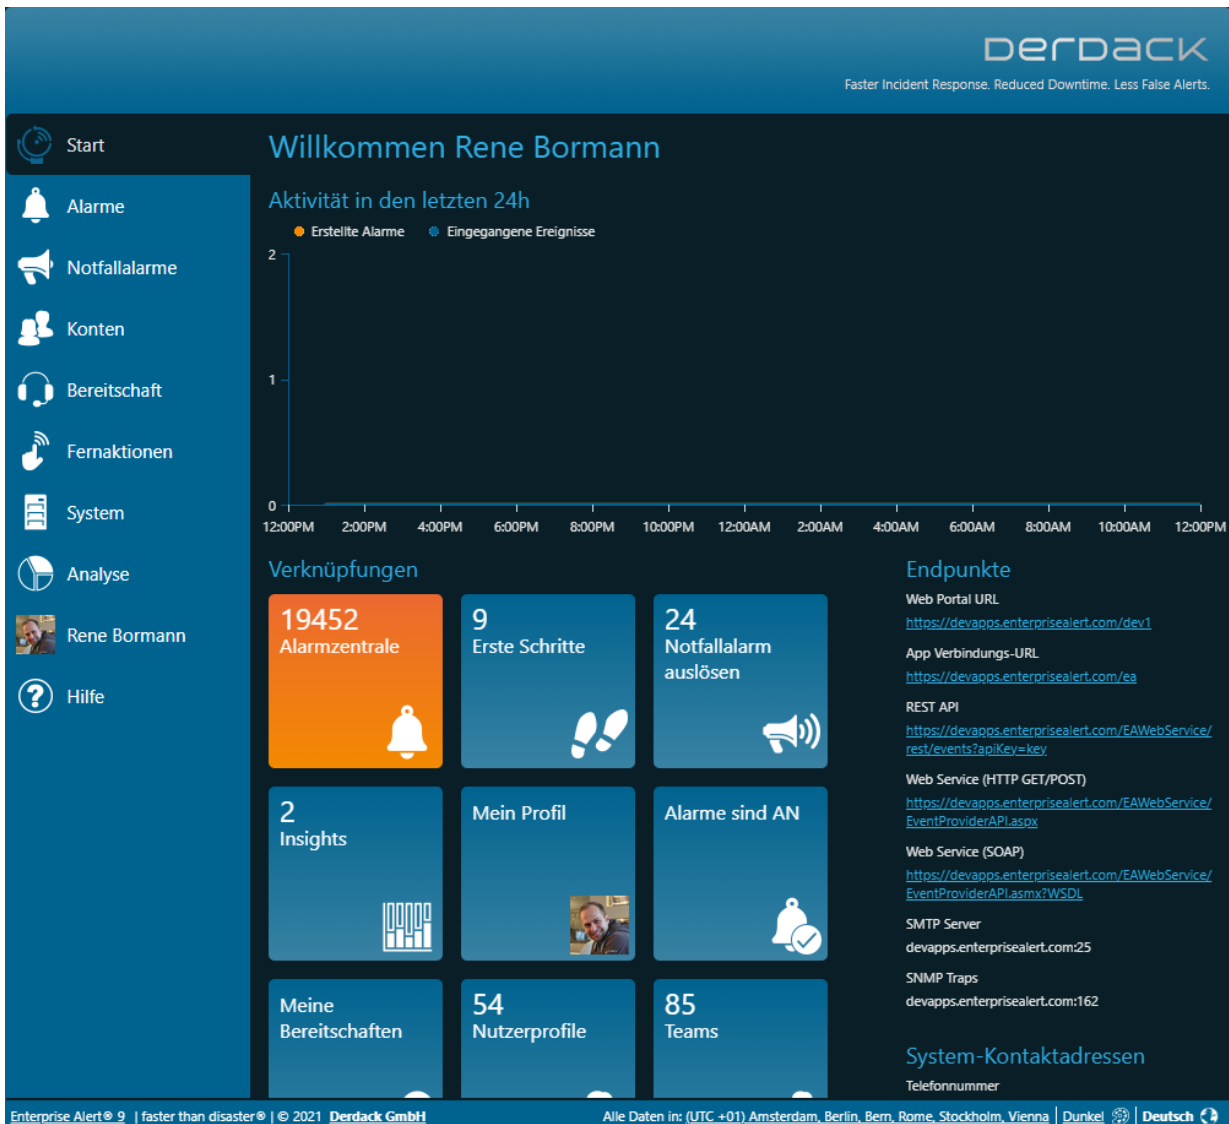 DERDACK
Faster Incident Response. Reduced Downtime. Less False Alerts.
Start
Alarme
Notfallalarme
Konten
Bereitschaft
Fernaktionen
System
Analyse
Rene Bormann
Hilfe
Willkommen Rene Bormann
Aktivität in den letzten 24h
Erstellte Alarme
Eingegangene Ereignisse
2
1
0
12:00PM 2:00PM 4:00PM 6:00PM 8:00PM 10:00PM 12:00AM 2:00AM 4:00AM 6:00AM 8:00AM 10:00AM 12:00PM
Verknüpfungen
19452
Alarmzentrale
9
Erste Schritte
24
Notfallalarm
auslösen
2
Insights
Mein Profil
Alarme sind AN
Meine
Bereitschaften
54
Nutzerprofile
85
Teams
Endpunkte
Web Portal URL
https://devapps.enterprisealert.com/dev1
App Verbindungs-URL
https://devapps.enterprisealert.com/ea
REST API
https://devapps.enterprisealert.com/EAWebService/
rest/events?apiKey=key
Web Service (HTTP GET/POST)
https://devapps.enterprisealert.com/EAWebService/
EventProviderAPI.aspx
Web Service (SOAP)
https://devapps.enterprisealert.com/EAWebService/
EventProviderAPI.asmx?WSDL
SMTP Server
devapps.enterprisealert.com:25
SNMP Traps
devapps.enterprisealert.com:162
System-Kontaktadressen
Telefonnummer
Enterprise Alert® 9 | faster than disaster® | © 2021 Derdack GmbH
Alle Daten in: (UTC +01) Amsterdam, Berlin, Bern, Rome, Stockholm, Vienna | Dunkel | Deutsch